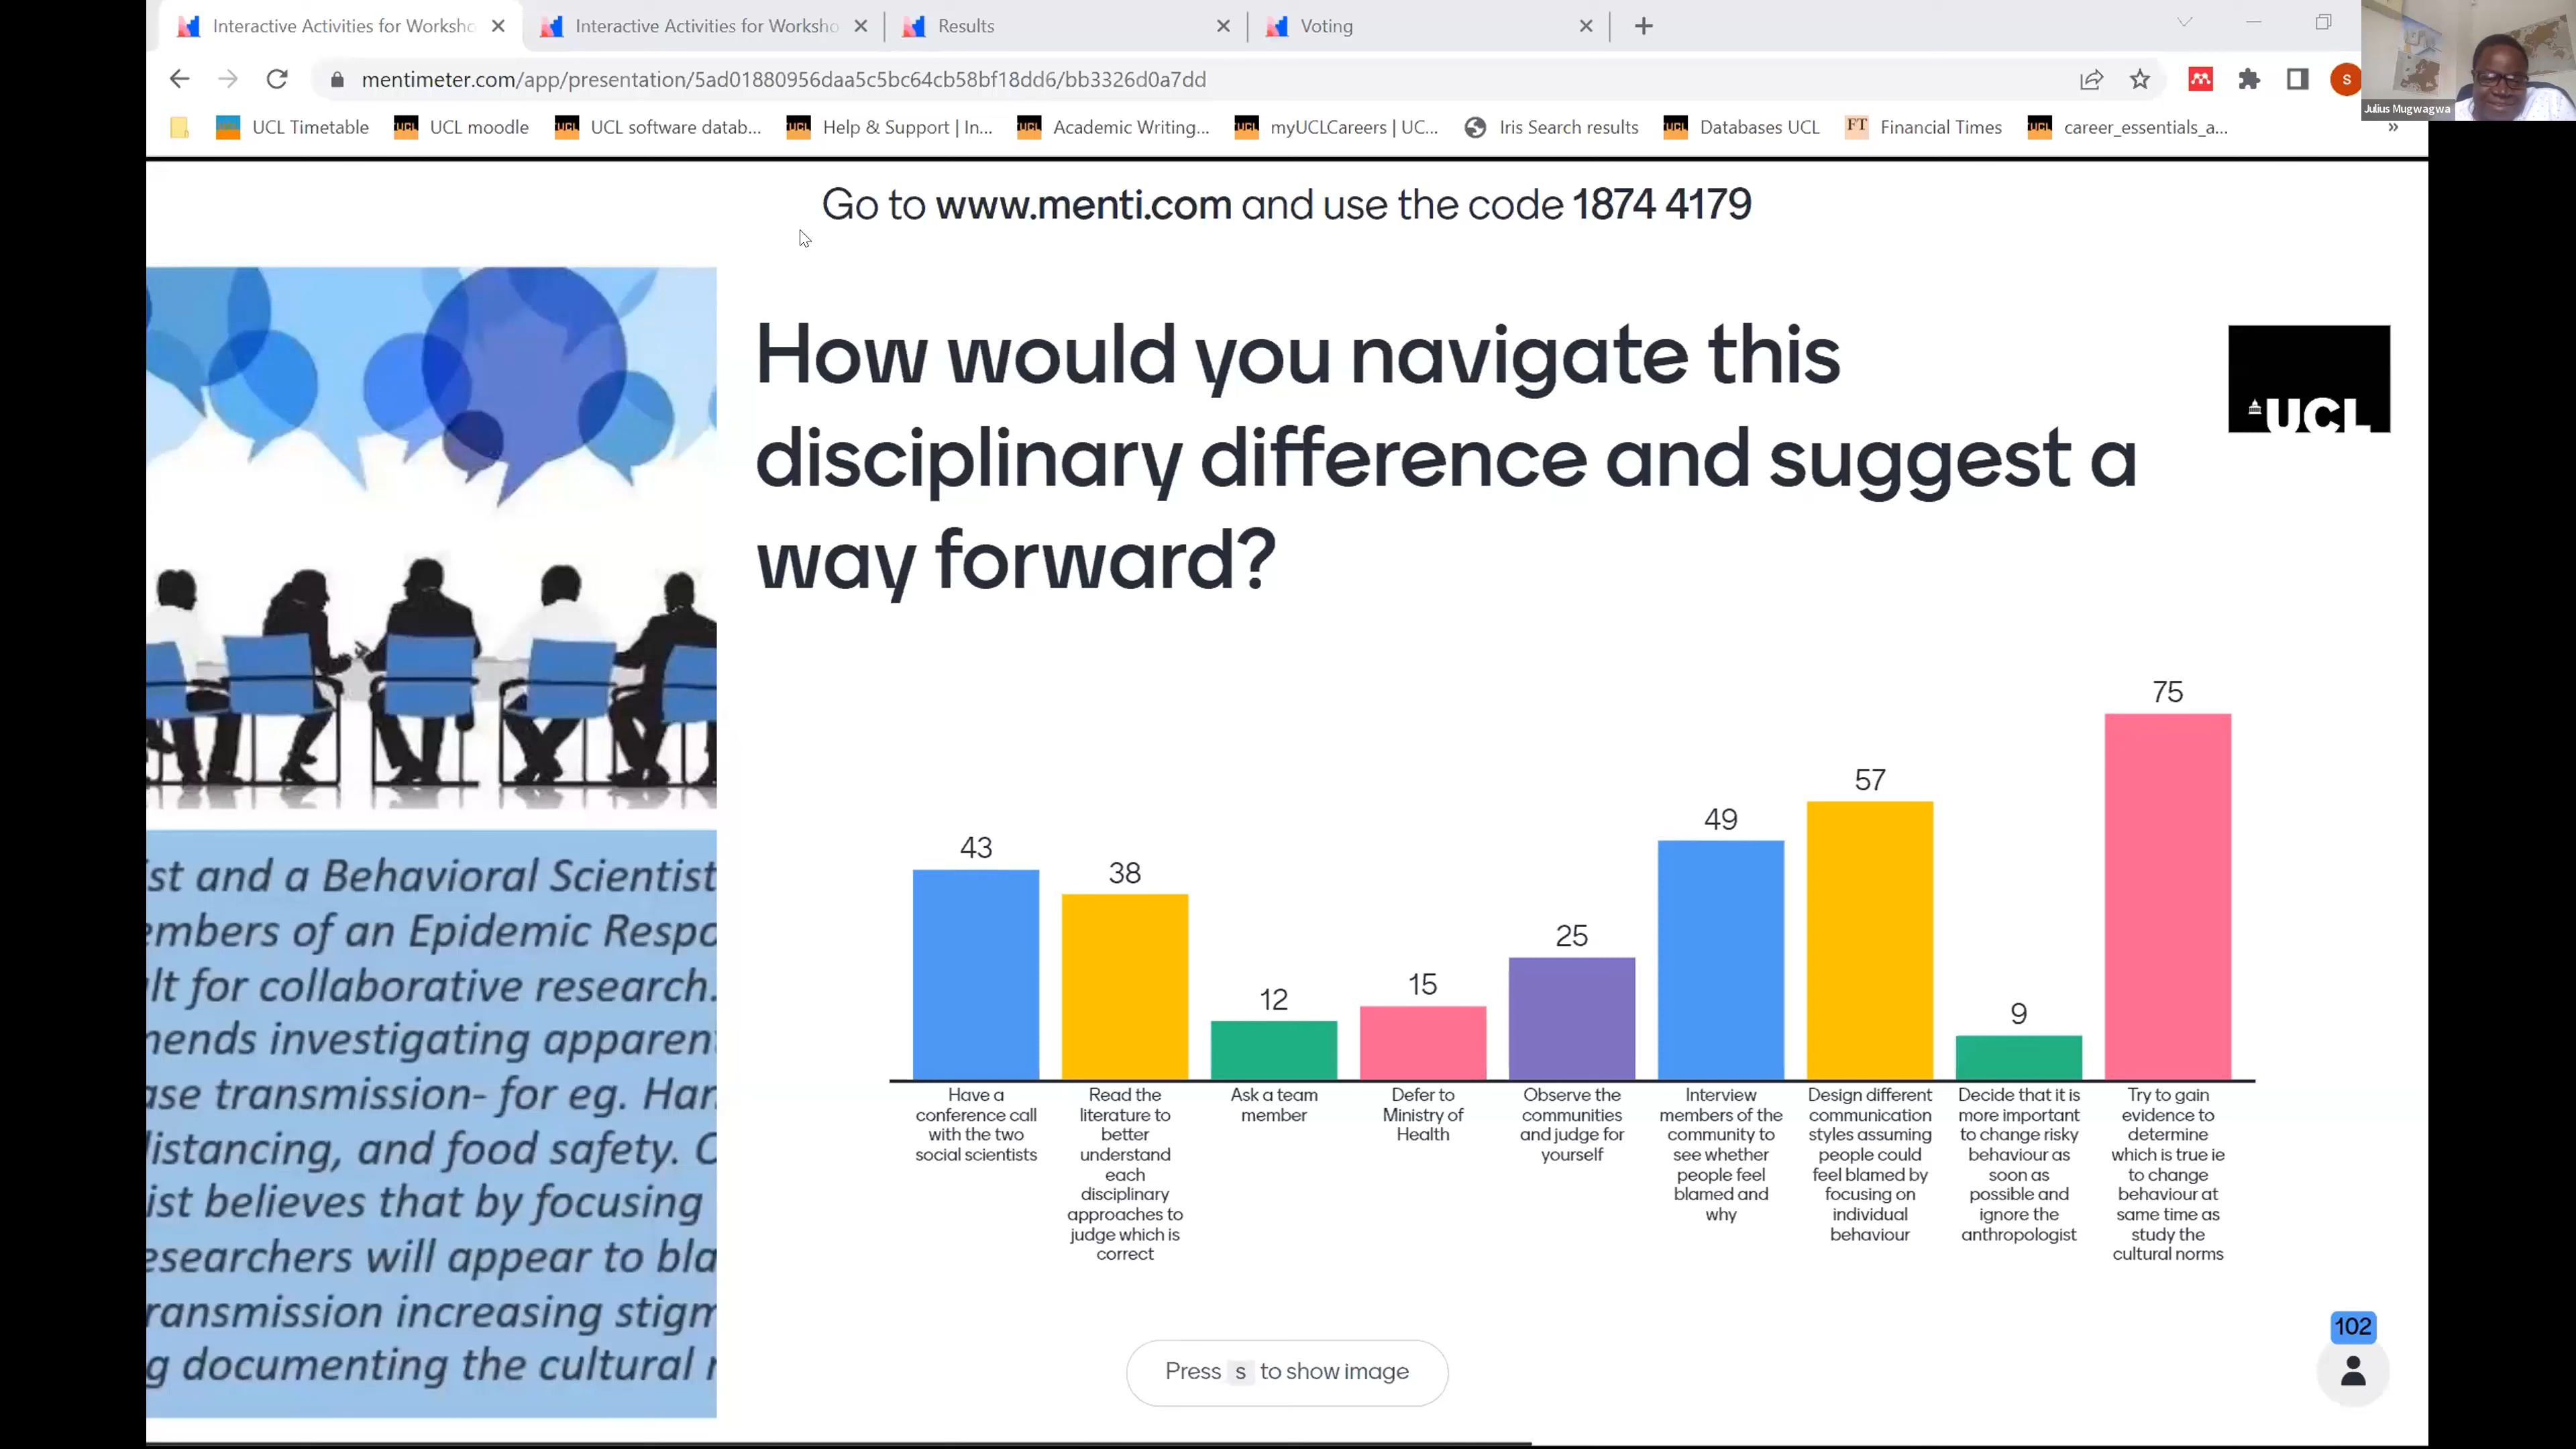 Interactive Activities for Worksho
Interactive Activities for Worksho
Results
Voting
mentimeter.com/app/presentation/5ad01880956daa5c5bc64cb58bf18dd6/bb3326d0a7dd
S
Julius Mugwagwa
UCL Timetable
UCL moodle
UCL software datab...
Help & Support | In...
Academic Writing...
myUCLCareers | UC...
Iris Search results
Databases UCL
FT
Financial Times
career_essentials_a...
Go to www.menti.com and use the code 1874 4179
How would you navigate this
disciplinary difference and suggest a
way forward?
UCL
st and a Behavioral Scientist
embers of an Epidemic Respo
lt for collaborative research.
mends investigating apparent
ase transmission- for eg. Han
distancing, and food safety. C
ist believes that by focusing
esearchers will appear to bla
ransmission increasing stigm
g documenting the cultural n
43
38
12
15
25
49
57
9
75
Have a
conference call
with the two
social scientists
Read the
literature to
better
understand
each
disciplinary
approaches to
judge which is
correct
Ask a team
member
Defer to
Ministry of
Health
Observe the
communities
and judge for
yourself
Interview
members of the
community to
see whether
people feel
blamed and
why
Design different
communication
styles assuming
people could
feel blamed by
focusing on
individual
behaviour
Decide that it is
more important
to change risky
behaviour as
soon as
possible and
ignore the
anthropologist
Try to gain
evidence to
determine
which is true ie
to change
behaviour at
same time as
study the
cultural norms
Press s to show image
102